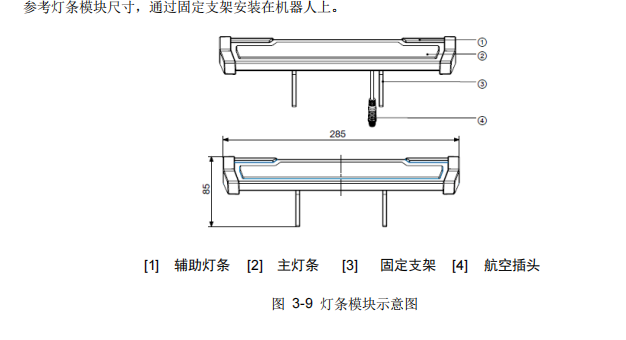 参考灯条模块尺寸，通过固定支架安装在机器人上。
①
②
③
④
285
85
[1] 辅助灯条 [2] 主灯条 [3] 固定支架 [4] 航空插头
图 3-9 灯条模块示意图